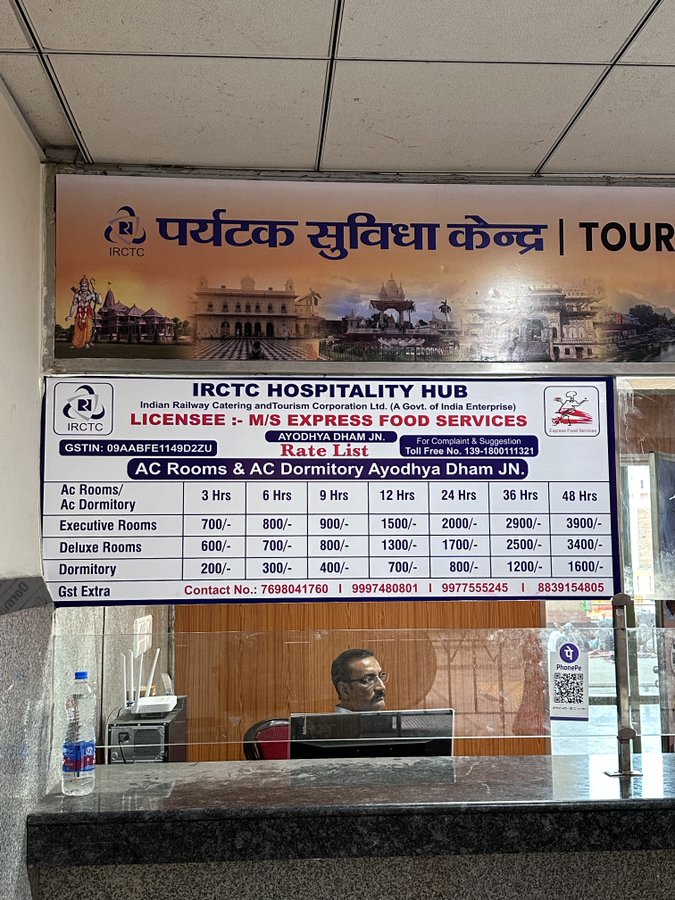 IRCTC
पर्यटक सुविधा केन्द्र | TOUR
IRCTC HOSPITALITY HUB
Indian Railway Catering andTourism Corporation Ltd. (A Govt. of India Enterprise)
IRCTC
LICENSEE :- M/S EXPRESS FOOD SERVICES
Express Food Services
AYODHYA DHAM JN.
GSTIN: 09AABFE1149D2ZU
Rate List
For Complaint & Suggestion
Toll Free No. 139-1800111321
AC Rooms & AC Dormitory Ayodhya Dham JN.
AC Rooms/ AC Dormitory 3 Hrs 6 Hrs 9 Hrs 12 Hrs 24 Hrs 36 Hrs 48 Hrs
Executive Rooms 700/- 800/- 900/- 1500/- 2000/- 2900/- 3900/-
Deluxe Rooms 600/- 700/- 800/- 1300/- 1700/- 2500/- 3400/-
Dormitory 200/- 300/- 400/- 700/- 800/- 1200/- 1600/-
Gst Extra Contact No.: 7698041760 I 9997480801 I 9977555245 I 8839154805
PhonePe